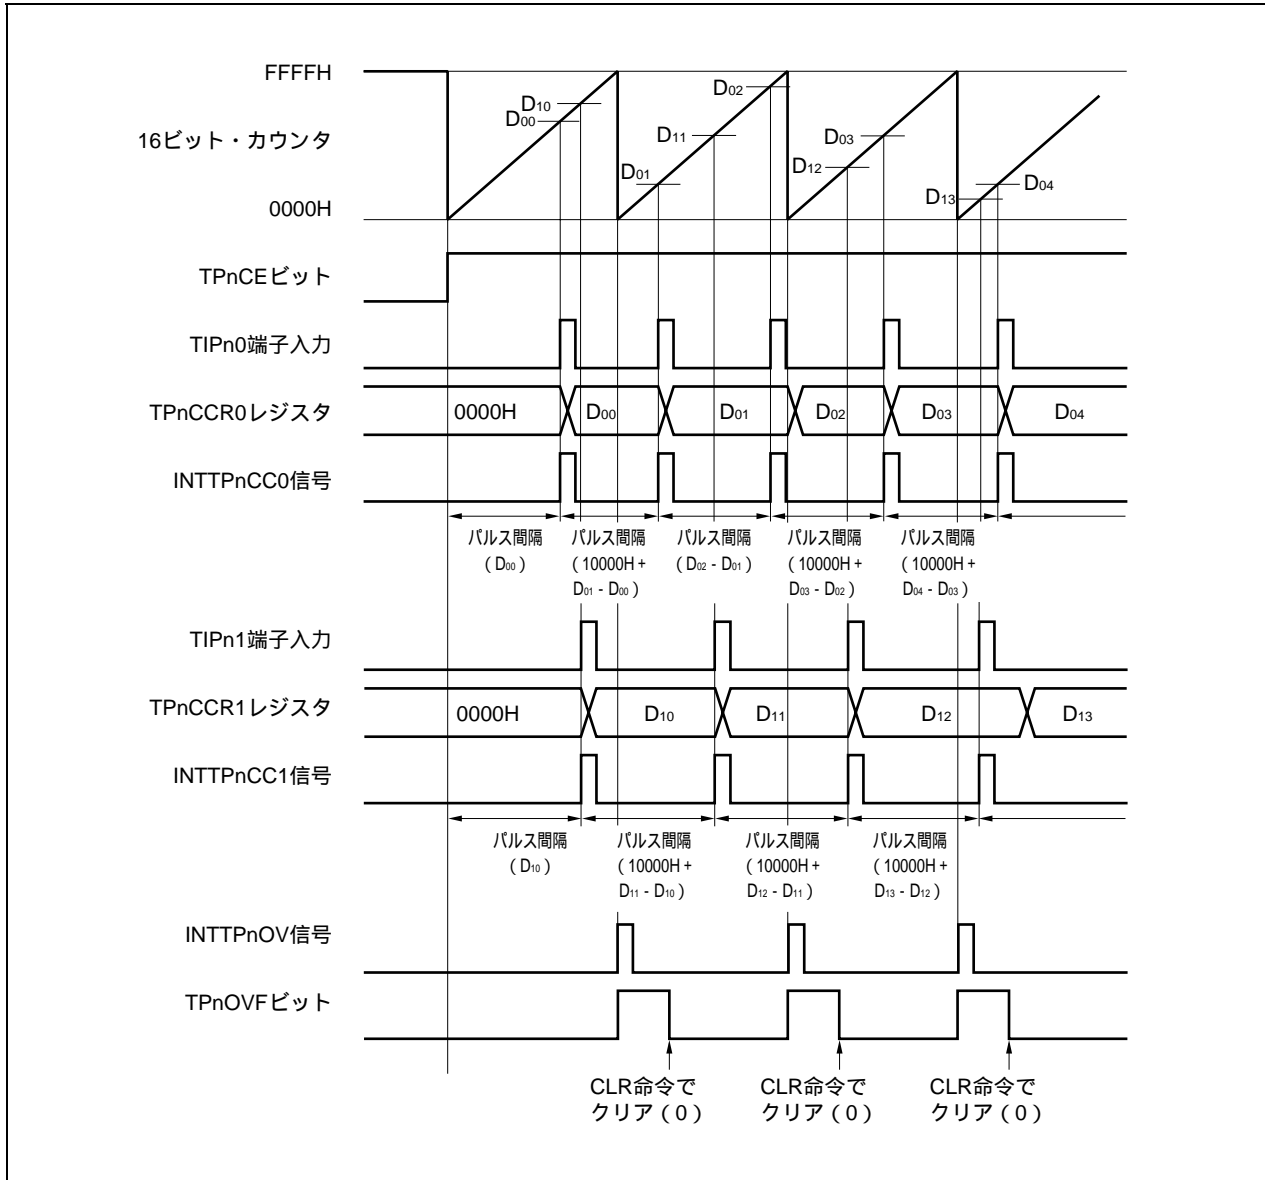 FFFFH
D10
D00
16ビット・カウンタ
D02
D11
D01
D03
D12
D13
D04
0000H
TPnCEビット
TIPn0端子入力
TPnCCR0レジスタ
0000H
D00
D01
D02
D03
D04
INTTPnCC0信号
パルス間隔
（D00）
パルス間隔
（10000H +
D01 - D00）
パルス間隔
（D02 - D01）
パルス間隔
（10000H +
D03 - D02）
パルス間隔
（10000H +
D04 - D03）
TIPn1端子入力
TPnCCR1レジスタ
0000H
D10
D11
D12
D13
INTTPnCC1信号
パルス間隔
（D10）
パルス間隔
（10000H +
D11 - D10）
パルス間隔
（10000H +
D12 - D11）
パルス間隔
（10000H +
D13 - D12）
INTTPnOV信号
TPnOVFビット
CLR命令で
クリア（0）
CLR命令で
クリア（0）
CLR命令で
クリア（0）